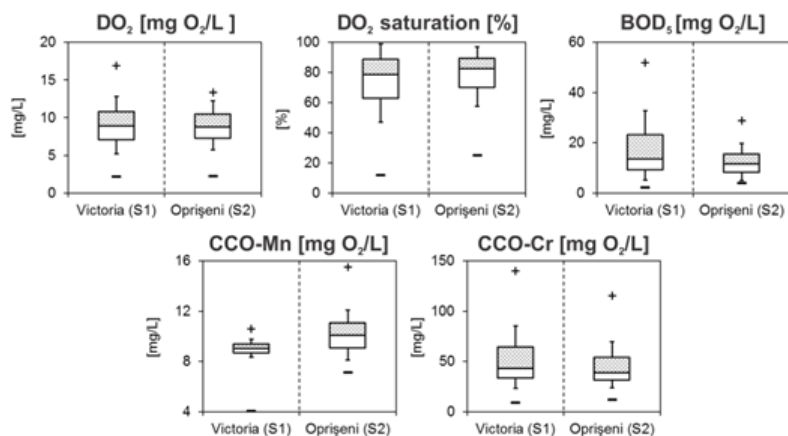 DO₂ [mg O₂/L ]
[mg/L]
20
15
10
5
0
Victoria (S1)
Oprişeni (S2)
DO₂ saturation [%]
[%]
100
80
60
40
20
0
Victoria (S1)
Oprişeni (S2)
BOD₅ [mg O₂/L]
[mg/L]
60
40
20
0
Victoria (S1)
Oprişeni (S2)
CCO-Mn [mg O₂/L]
[mg/L]
16
12
8
4
Victoria (S1)
Oprişeni (S2)
CCO-Cr [mg O₂/L]
[mg/L]
150
100
50
0
Victoria (S1)
Oprişeni (S2)